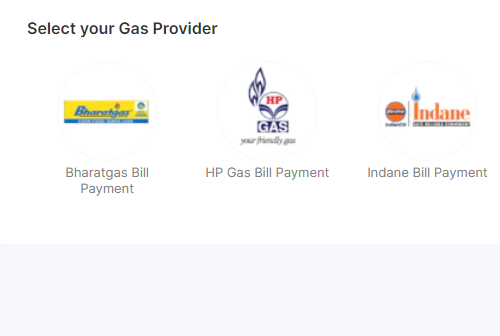 Select your Gas Provider
Bharatgas
HP
GAS
your friendly gas
IndianOil
Indane
Bharatgas Bill
Payment
HP Gas Bill Payment
Indane Bill Payment